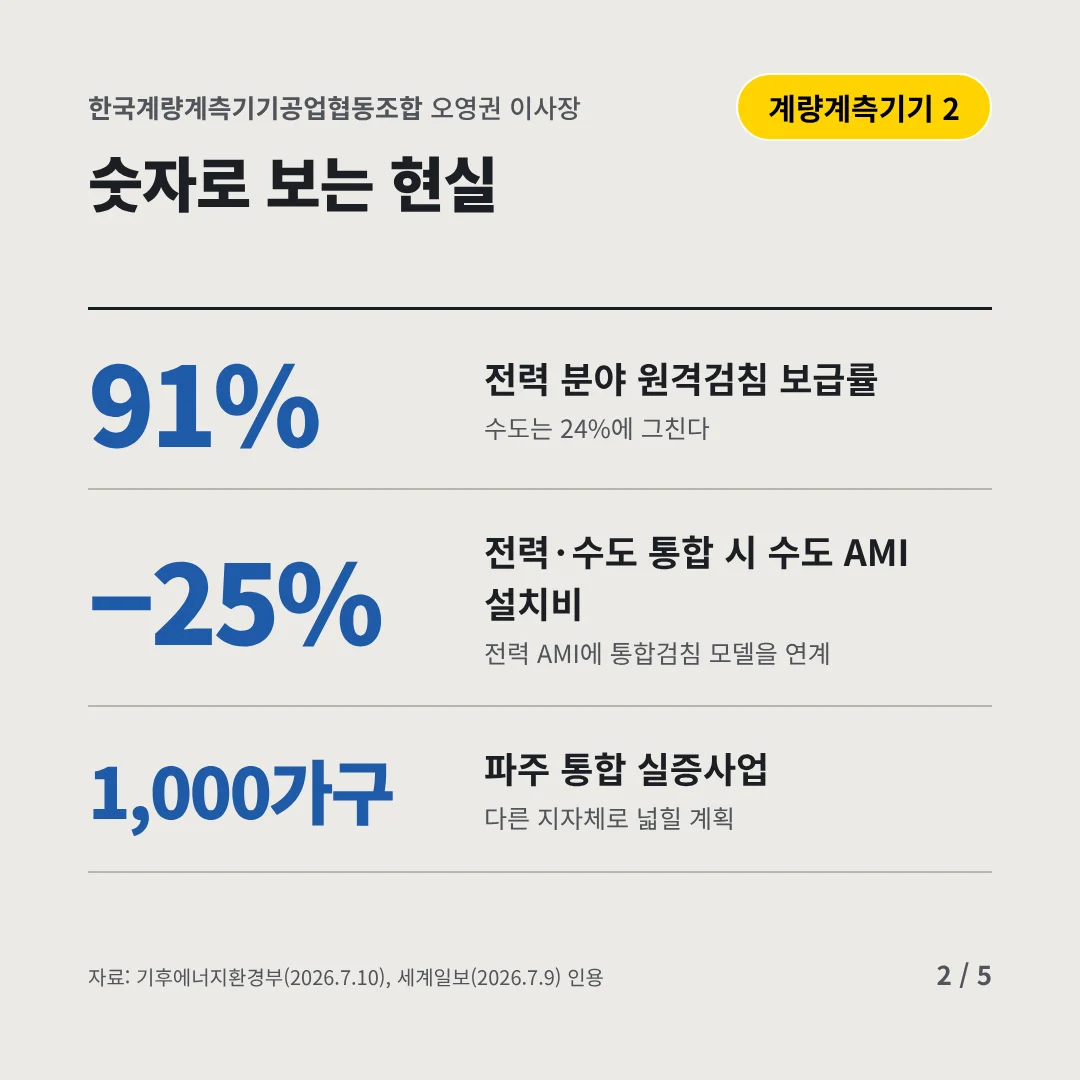 한국계량계측기기공업협동조합 오영권 이사장
계량계측기기 2
숫자로 보는 현실
91%
전력 분야 원격검침 보급률
수도는 24%에 그친다
−25%
전력·수도 통합 시 수도 AMI
설치비
전력 AMI에 통합검침 모델을 연계
1,000가구
파주 통합 실증사업
다른 지자체로 넓힐 계획
자료: 기후에너지환경부(2026.7.10), 세계일보(2026.7.9) 인용
2 / 5